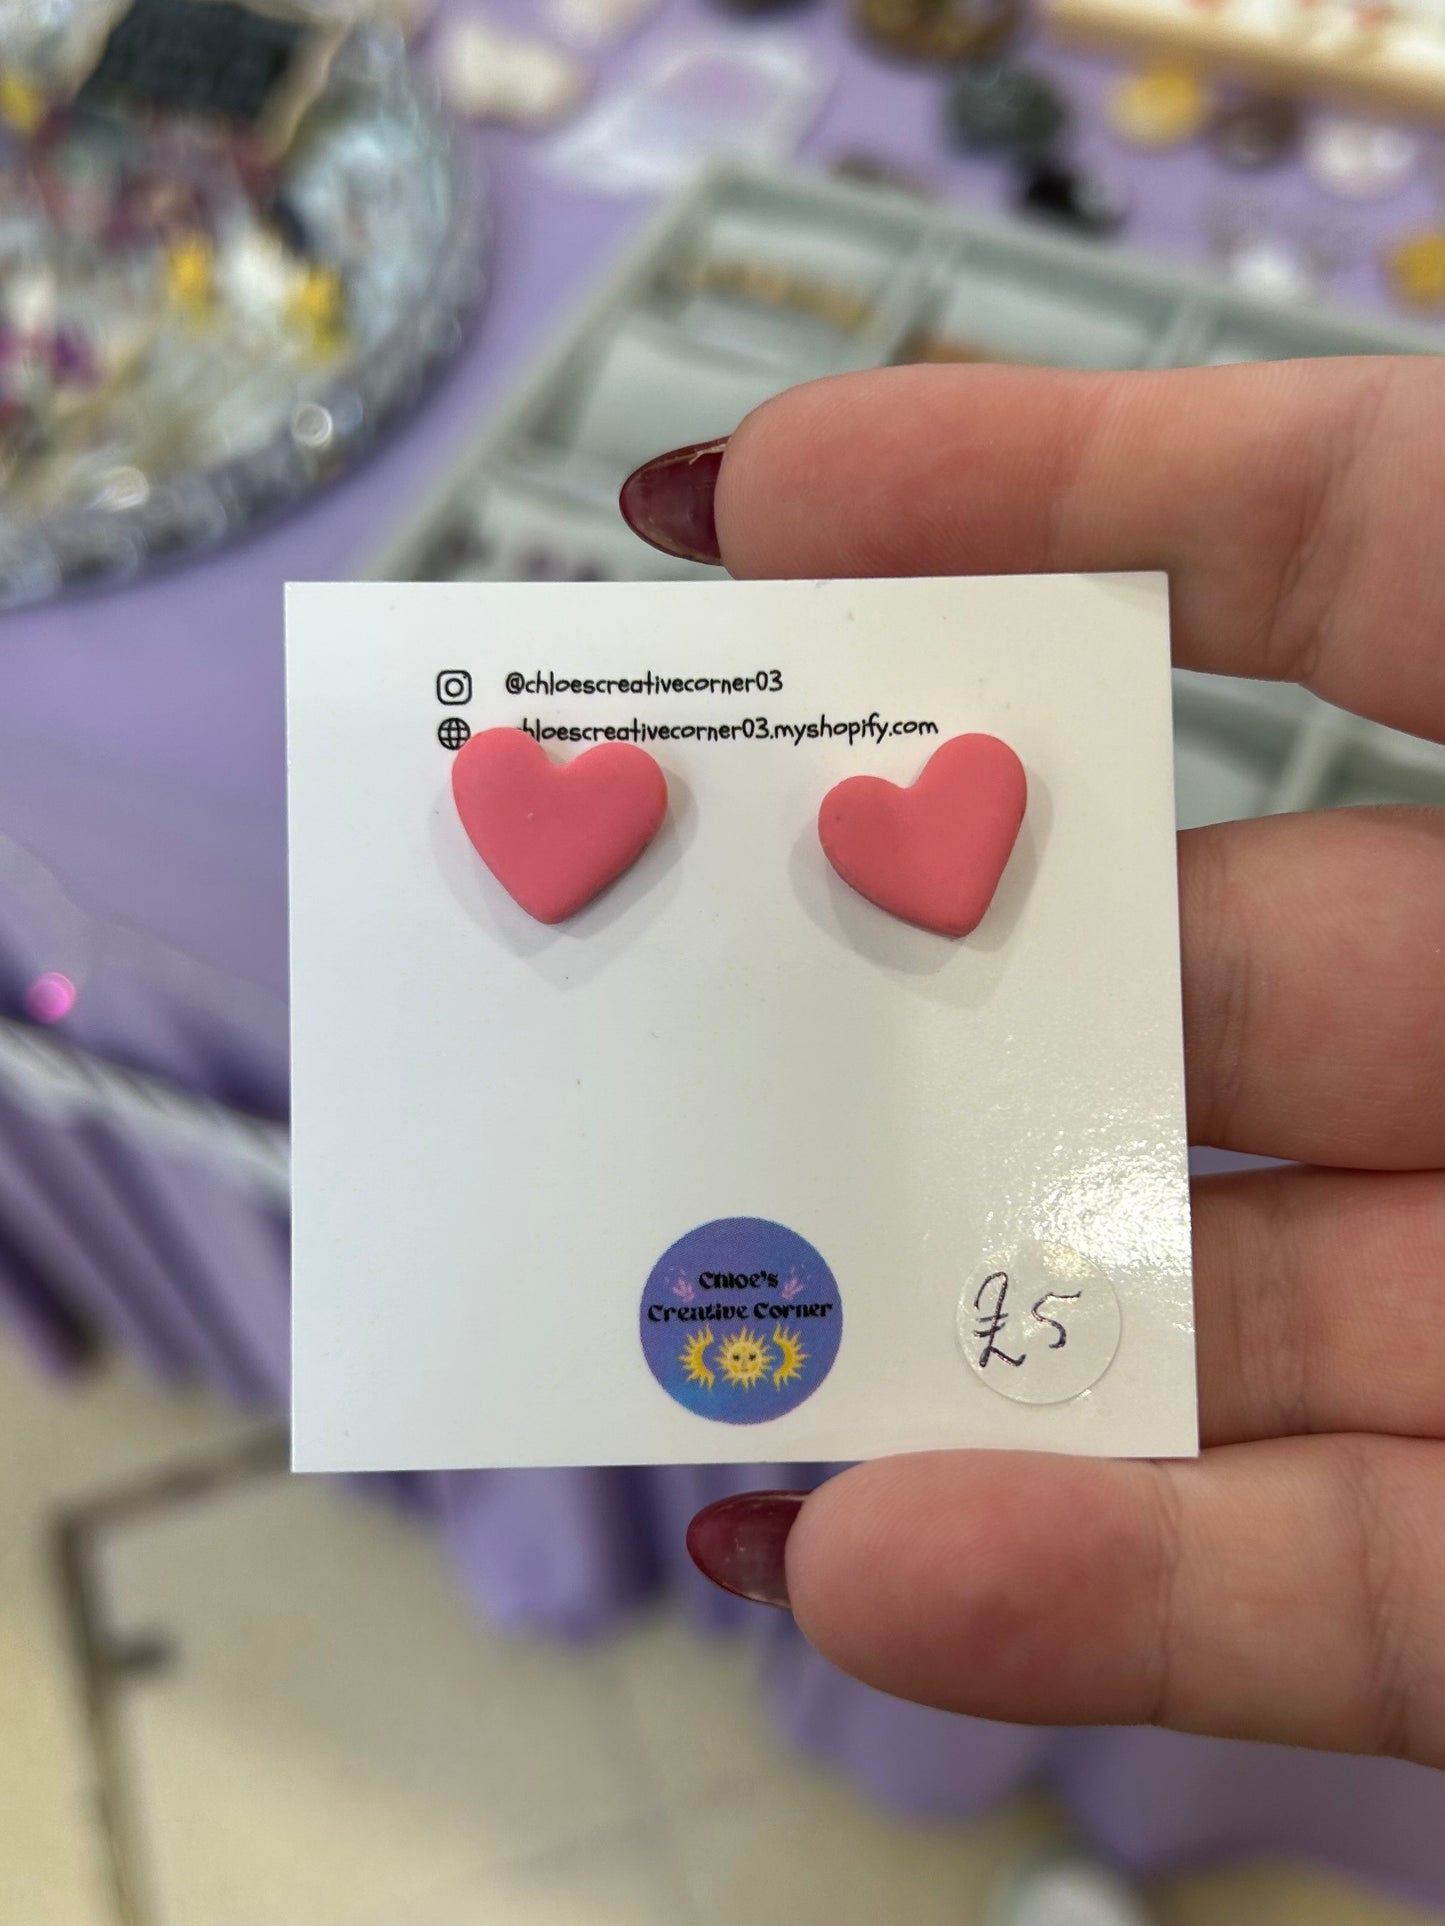 @chloescreativecorner03
hloescreativecorner03.myshopify.com
Chloe's
Creative Corner
£5